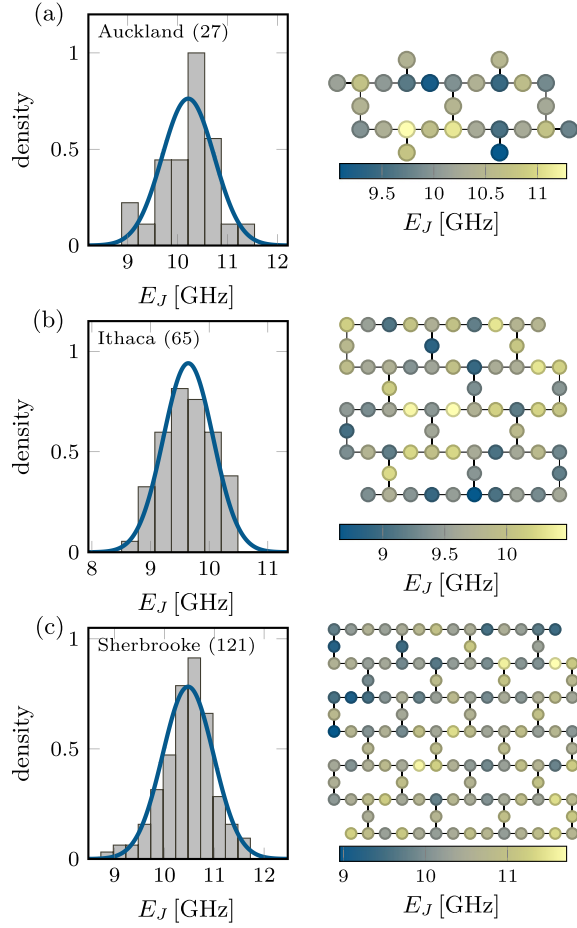 (a)
Auckland (27)
1
0.5
0
density
9 10 11 12
E_J [GHz]
9.5 10 10.5 11
E_J [GHz]
(b)
Ithaca (65)
1
0.5
0
density
8 9 10 11
E_J [GHz]
9 9.5 10
E_J [GHz]
(c)
Sherbrooke (121)
1
0.5
0
density
9 10 11 12
E_J [GHz]
9 10 11
E_J [GHz]